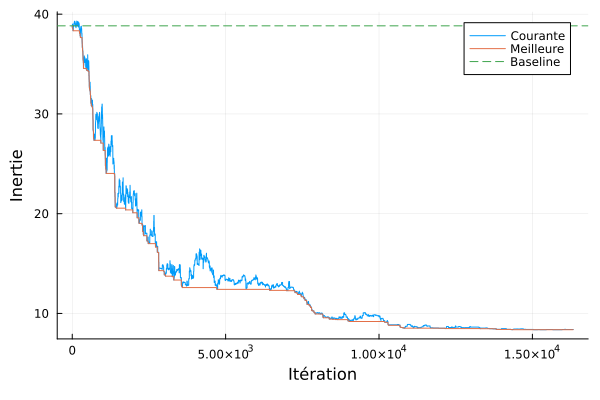 40
30
20
10
Inertie
0
5.00×10³
1.00×10⁴
1.50×10⁴
Itération
Courante
Meilleure
Baseline